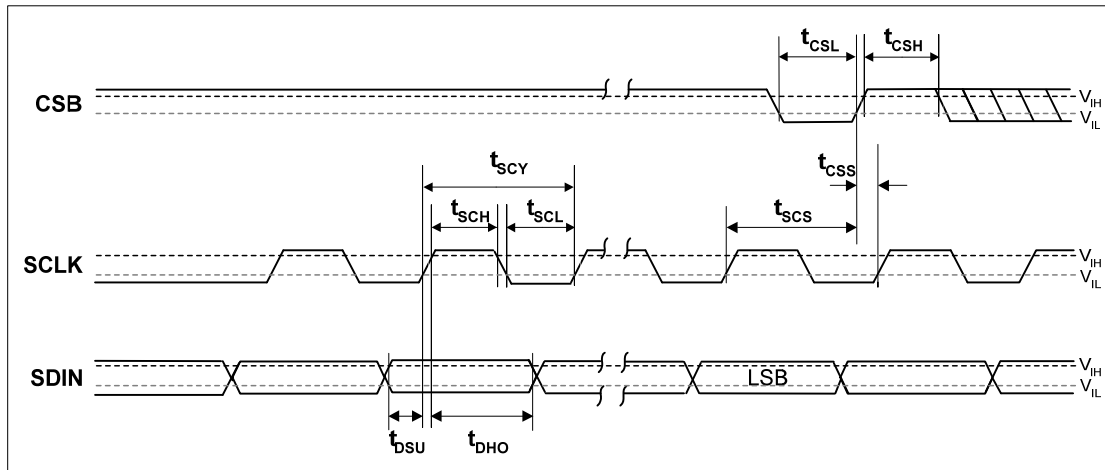 tCSL tCSH
CSB
VIH
VIL
tCSS
tSCY
tSCH tSCL tSCS
SCLK
VIH
VIL
SDIN
LSB
VIH
VIL
tDSU tDHO